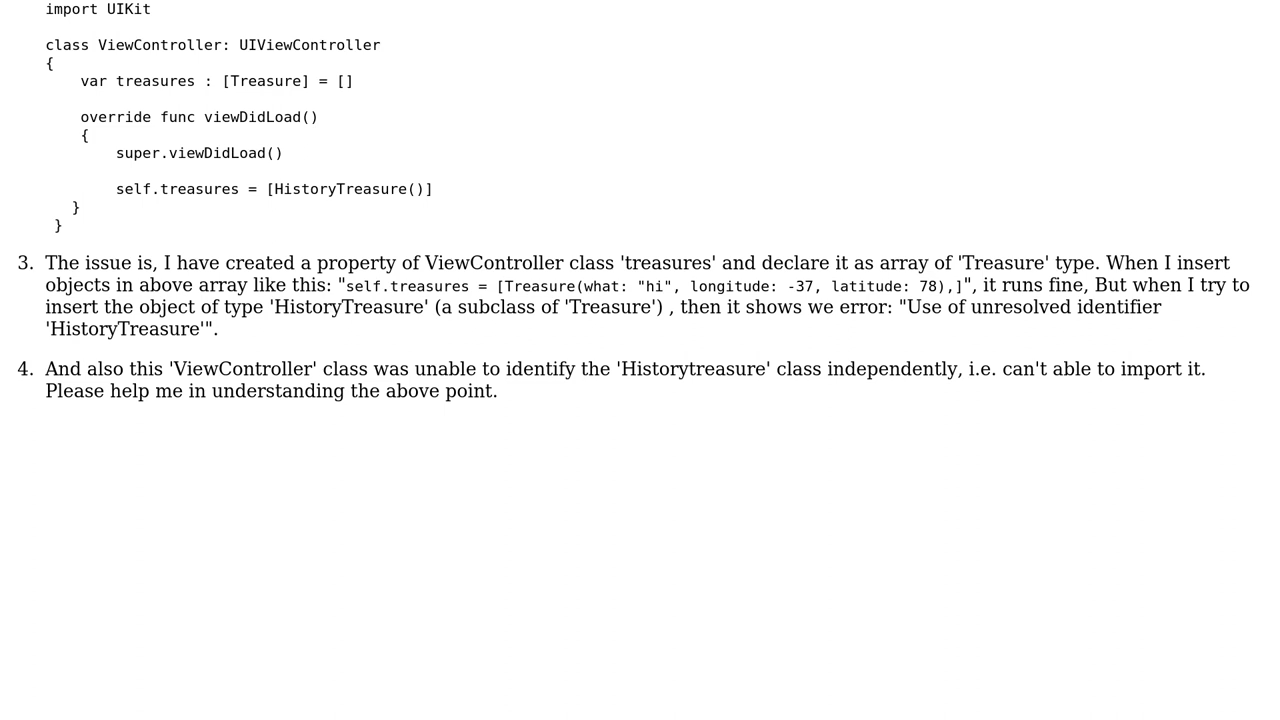 import UIKit
class ViewController: UIViewController
{
    var treasures : [Treasure] = []
    override func viewDidLoad()
    {
        super.viewDidLoad()
        self.treasures = [HistoryTreasure()]
   }
 }
3. The issue is, I have created a property of ViewController class 'treasures' and declare it as array of 'Treasure' type. When I insert
objects in above array like this: "self.treasures = [Treasure(what: "hi", longitude: -37, latitude: 78),]", it runs fine, But when I try to
insert the object of type 'HistoryTreasure' (a subclass of 'Treasure') , then it shows we error: "Use of unresolved identifier
'HistoryTreasure'".
4. And also this 'ViewController' class was unable to identify the 'Historytreasure' class independently, i.e. can't able to import it.
Please help me in understanding the above point.